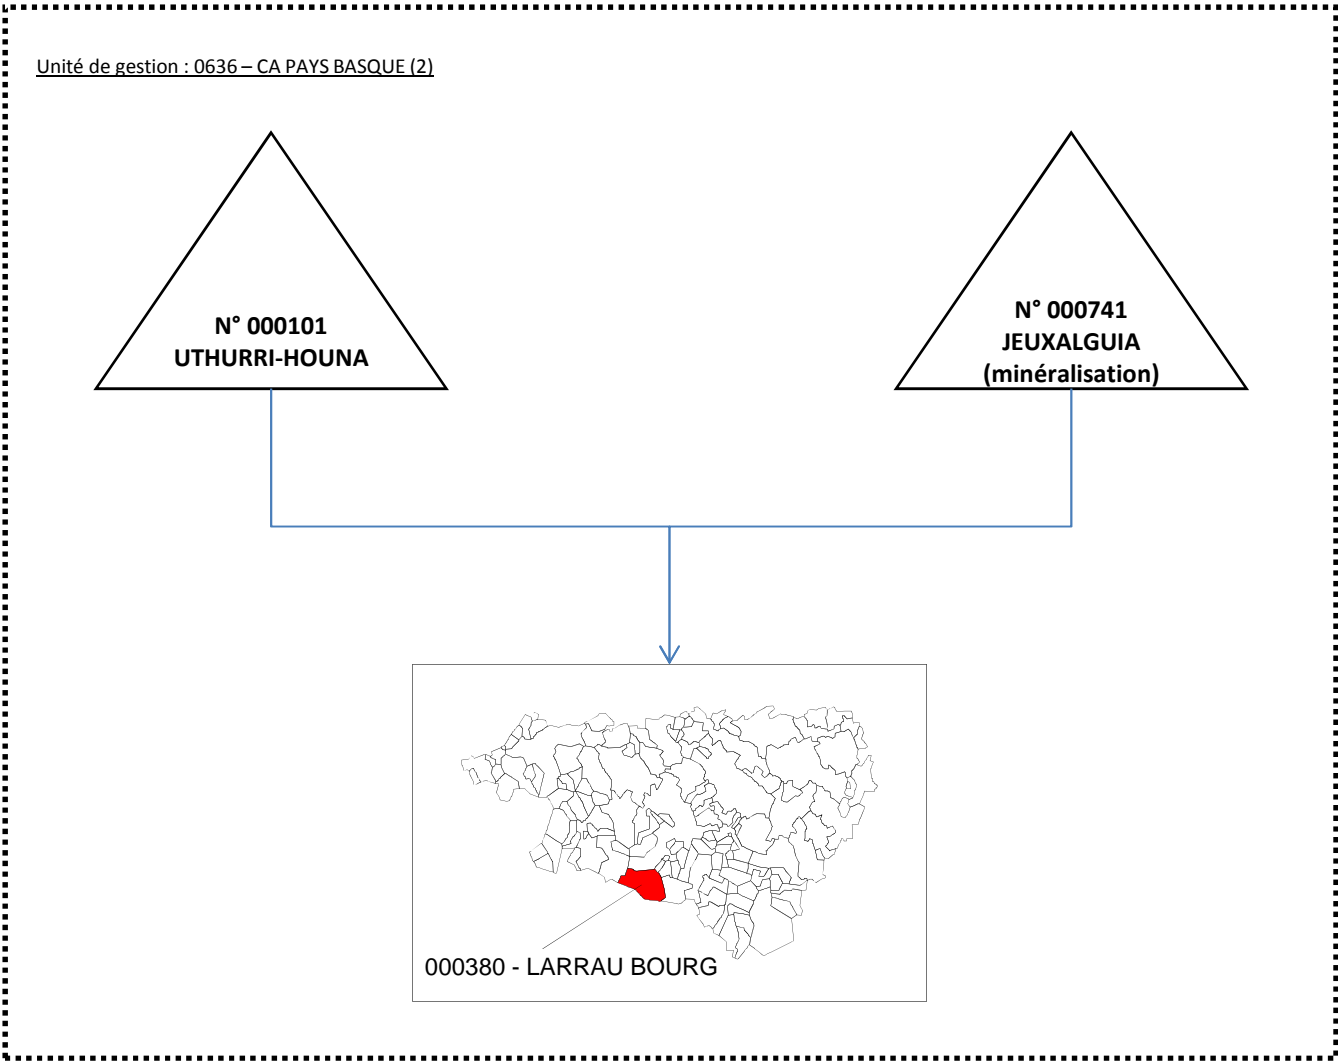 Unité de gestion : 0636 – CA PAYS BASQUE (2)
N° 000101
UTHURRI-HOUNA
N° 000741
JEUXALGUIA
(minéralisation)
000380 - LARRAU BOURG